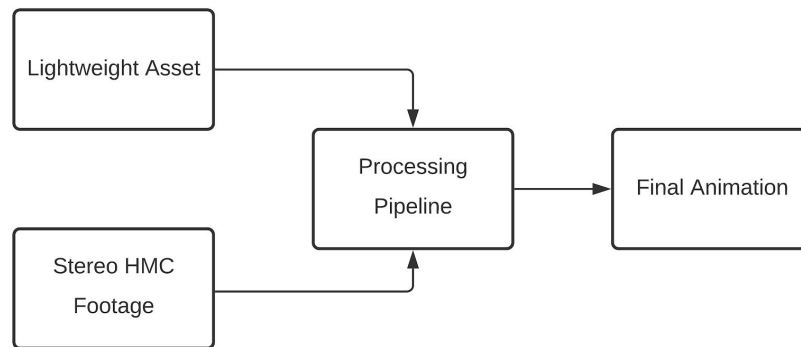 Lightweight Asset
Stereo HMC
Footage
Processing
Pipeline
Final Animation